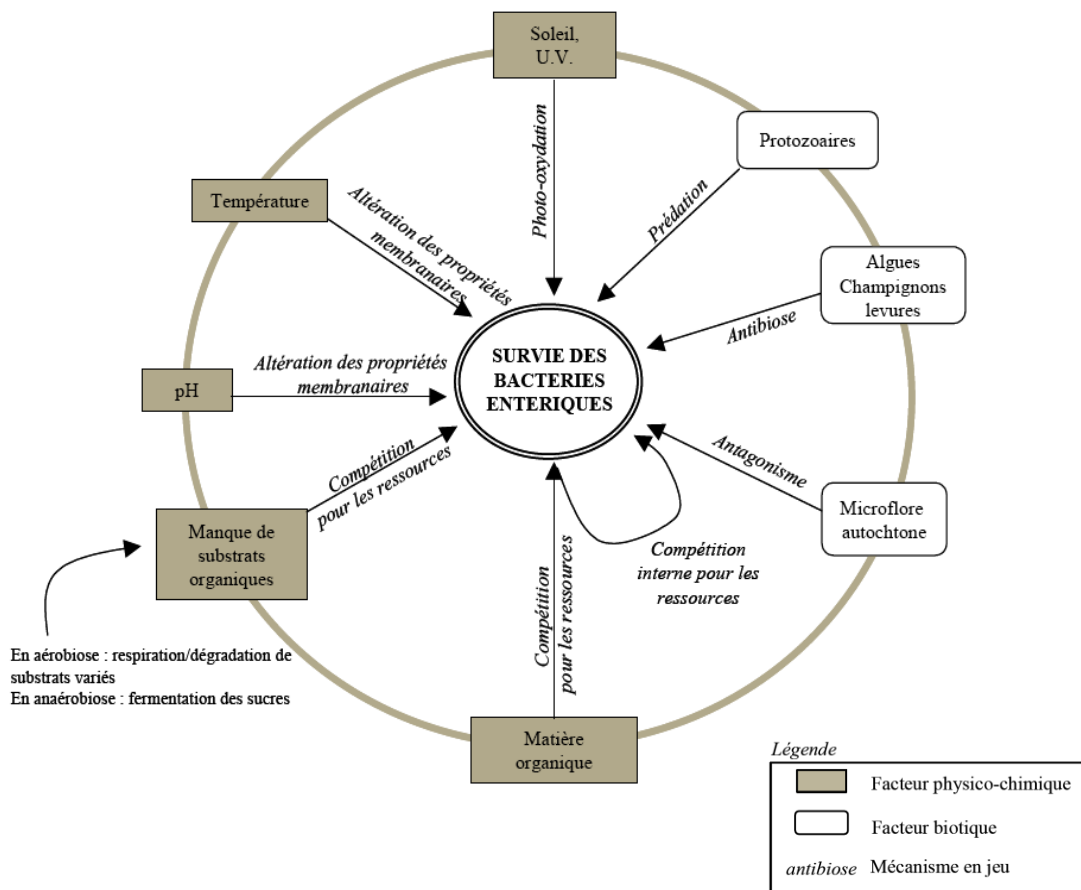 Soleil,
U.V.
Photo-oxydation
Protozoaires
Prédation
Température
Altération des propriétés
membranaires
Algues
Champignons
levures
Antibiose
SURVIE DES
BACTERIES
ENTERIQUES
pH
Altération des propriétés
membranaires
Antagonisme
Microflore
autochtone
Compétition
pour les ressources
Manque de
substrats
organiques
Compétition
interne pour les
ressources
Compétition
pour les ressources
En aérobiose : respiration/dégradation de
substrats variés
En anaérobiose : fermentation des sucres
Matière
organique
Légende
Facteur physico-chimique
Facteur biotique
antibiose Mécanisme en jeu